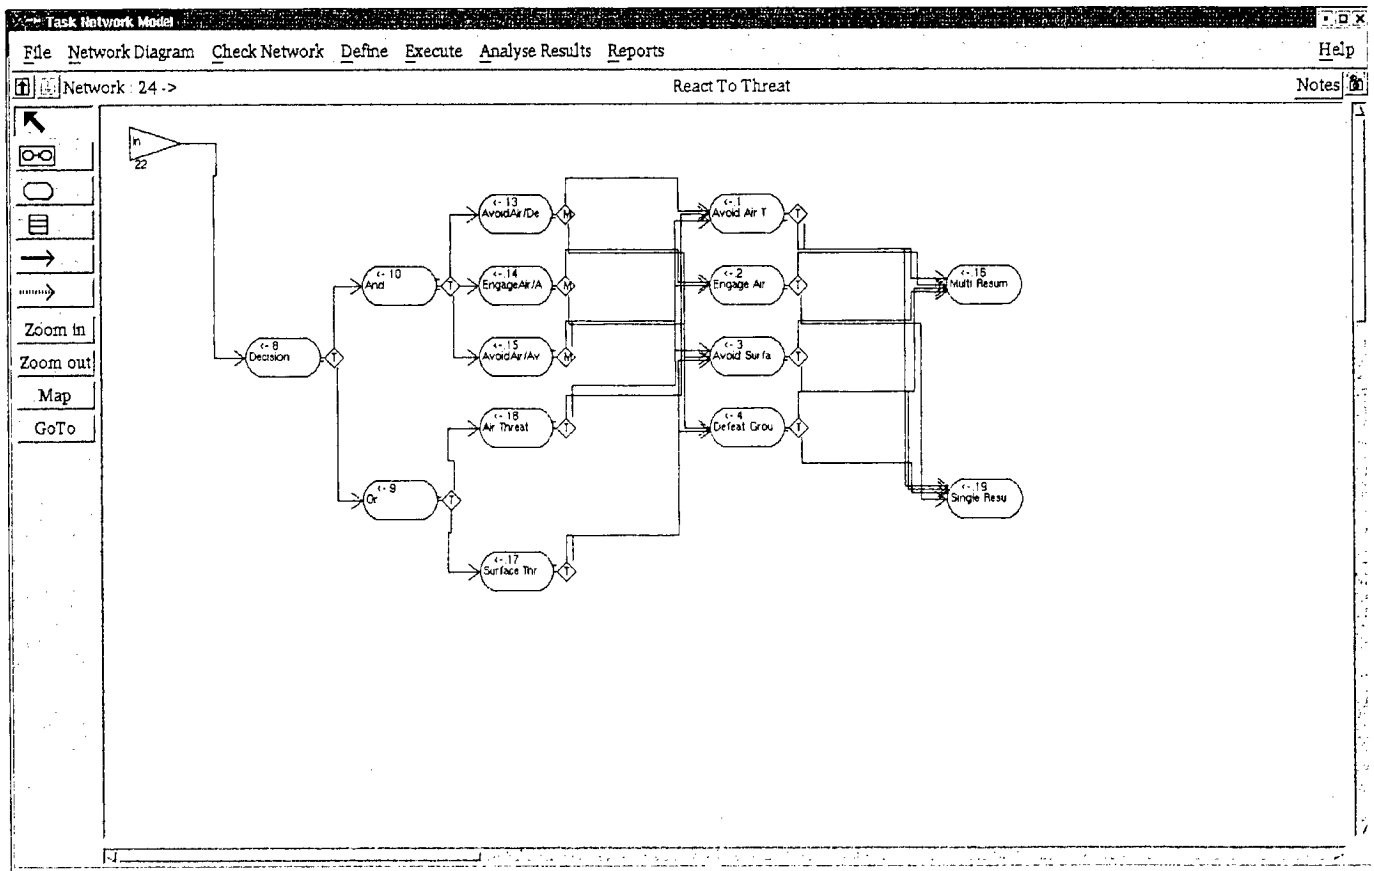 Task Network Model
File Network Diagram Check Network Define Execute Analyse Results Reports Help
Network : 24 -> React To Threat Notes
In
22
Zoom in
Zoom out
Map
GoTo
<- 8
Decision
<- 10
And
<- 9
Or
<- 13
AvoidAir/De
<- 14
EngageAir/A
<- 15
AvoidAir/Av
<- 18
Air Threat
<- 17
Surface Thr
M
M
M
T
T
T
T
T
<- 1
Avoid Air T
<- 2
Engage Air
<- 3
Avoid Surfa
<- 4
Defeat Grou
T
T
T
T
<- 16
Multi Resum
<- 19
Single Resu